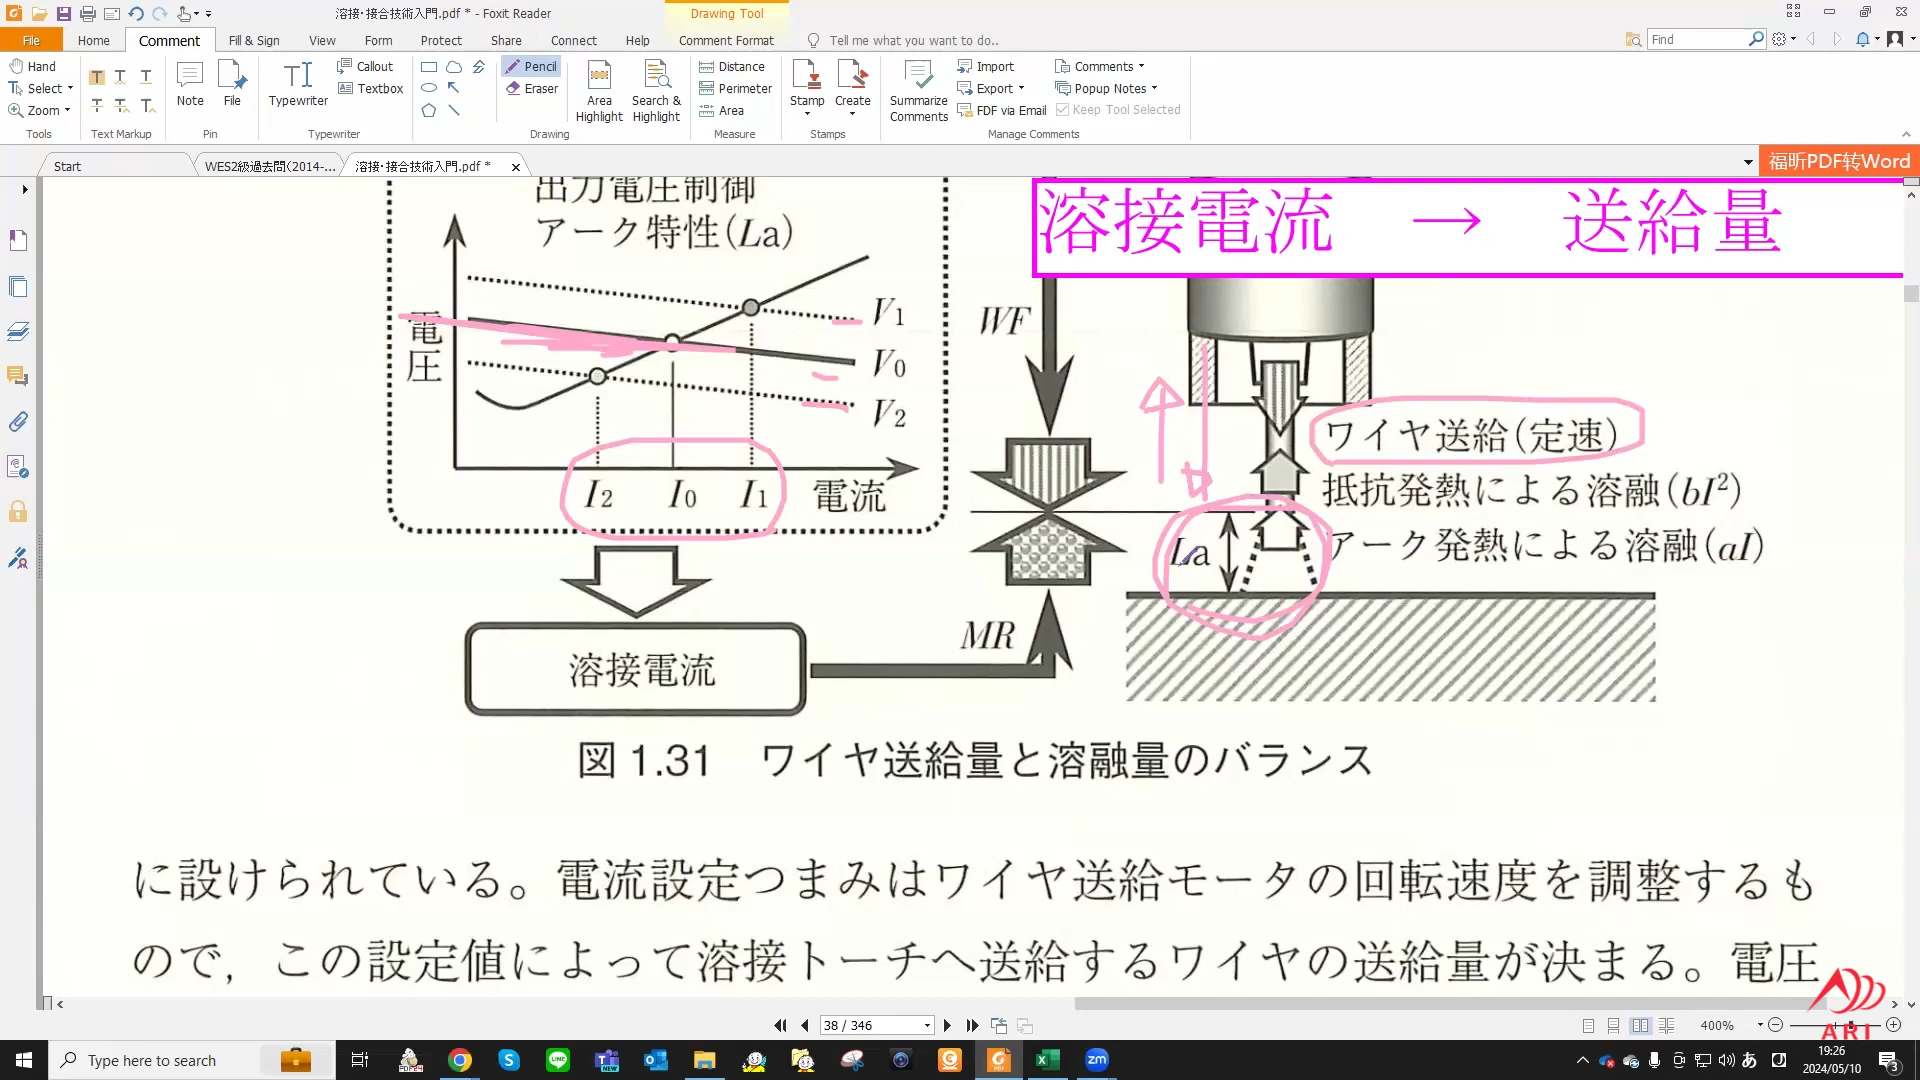 溶接・接合技術入門.pdf * - Foxit Reader
Drawing Tool
File Home Comment Fill & Sign View Form Protect Share Connect Help Comment Format Tell me what you want to do.. Find
Hand
Select
Zoom
Tools
Text Markup
Note
File
Pin
Typewriter
Callout
Textbox
Typewriter
Pencil
Eraser
Area Highlight
Search & Highlight
Drawing
Distance
Perimeter
Area
Measure
Stamp
Create
Stamps
Summarize Comments
Import
Export
FDF via Email
Comments
Popup Notes
Keep Tool Selected
Manage Comments
Start
WES2級過去問(2014-...
溶接・接合技術入門.pdf *
福昕PDF转Word
出力電圧制御
アーク特性(La)
溶接電流 → 送給量
電圧
V1
V0
V2
I2 I0 I1 電流
WF
ワイヤ送給(定速)
抵抗発熱による溶融(bI²)
La
アーク発熱による溶融(aI)
MR
溶接電流
図 1.31 ワイヤ送給量と溶融量のバランス
に設けられている。電流設定つまみはワイヤ送給モータの回転速度を調整するも
ので，この設定値によって溶接トーチへ送給するワイヤの送給量が決まる。電圧
ARI
38 / 346
400%
Type here to search
あ
19:26
2024/05/10
3